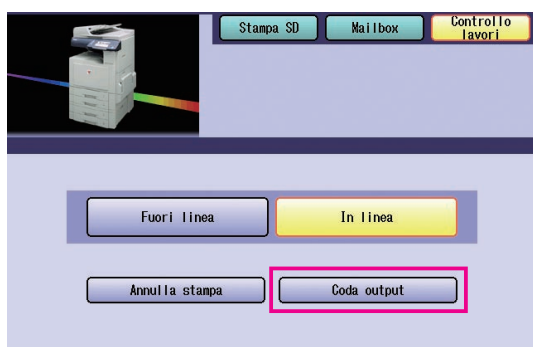 Stampa SD
Mailbox
Controllo
lavori
Fuori linea
In linea
Annulla stampa
Coda output